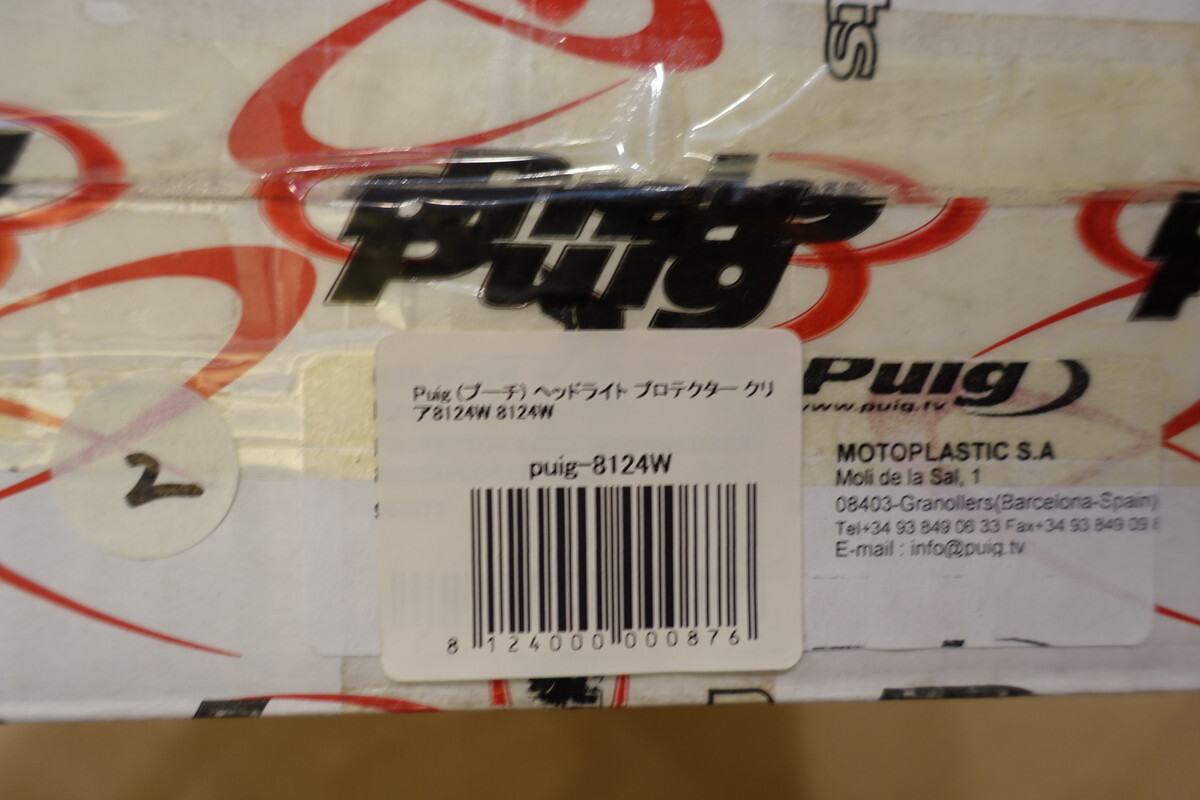 Puig
Puig (プーチ) ヘッドライト プロテクター クリ
ア8124W 8124W
puig-8124W
8 124000 000876
2
Puig
www.puig.tv
MOTOPLASTIC S.A
Moli de la Sal, 1
08403-Granollers(Barcelona-Spain)
Tel+34 93 849 06 33 Fax+34 93 849 09
E-mail : info@puig.tv